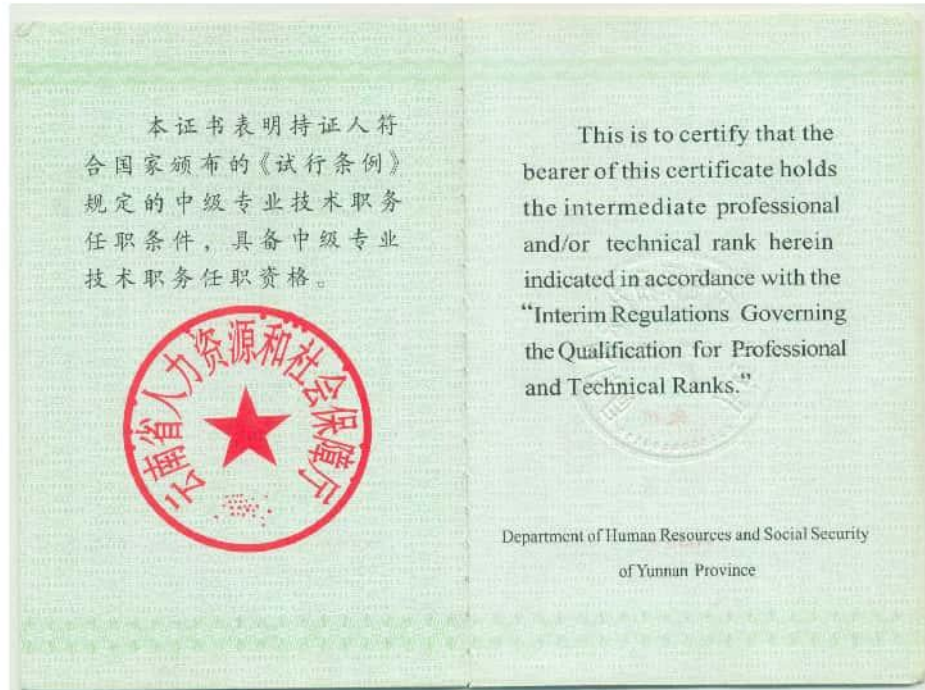 本证书表明持证人符
合国家颁布的《试行条例》
规定的中级专业技术职务
任职条件，具备中级专业
技术职务任职资格。
云南省人力资源和社会保障厅
This is to certify that the
bearer of this certificate holds
the intermediate professional
and/or technical rank herein
indicated in accordance with the
“Interim Regulations Governing
the Qualification for Professional
and Technical Ranks.”
Department of Human Resources and Social Security
of Yunnan Province